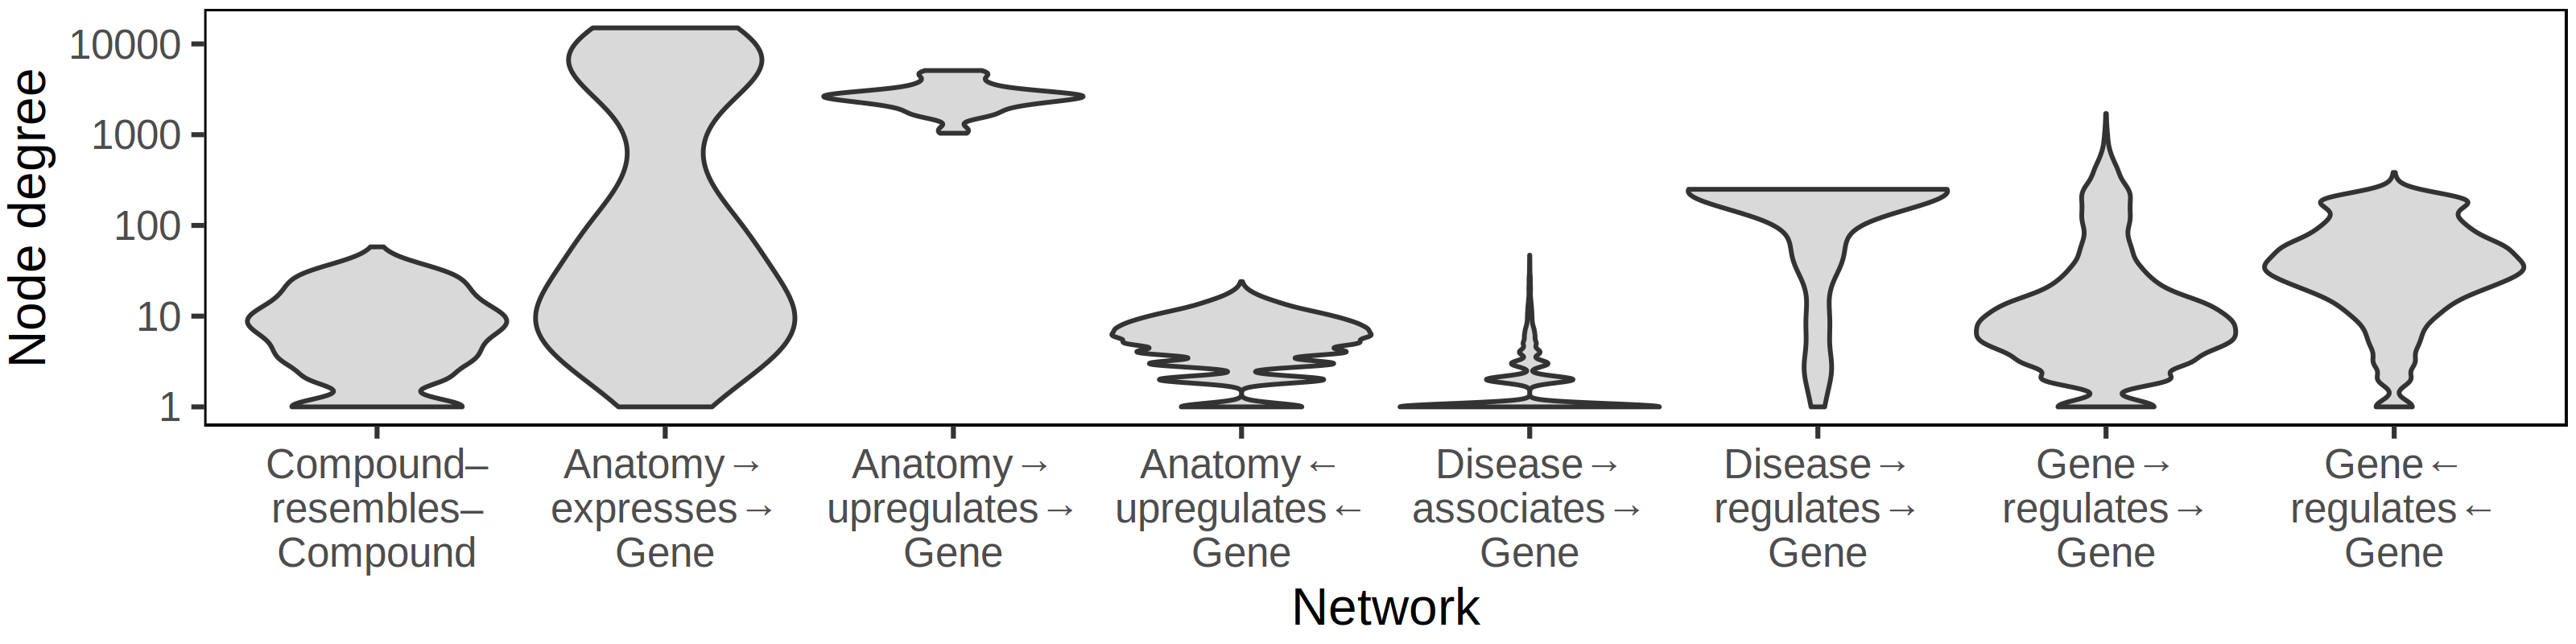 Node degree
10000
1000
100
10
1
Compound–
resembles–
Compound
Anatomy→
expresses→
Gene
Anatomy→
upregulates→
Gene
Anatomy←
upregulates←
Gene
Disease→
associates→
Gene
Disease→
regulates→
Gene
Gene→
regulates→
Gene
Gene←
regulates←
Gene
Network